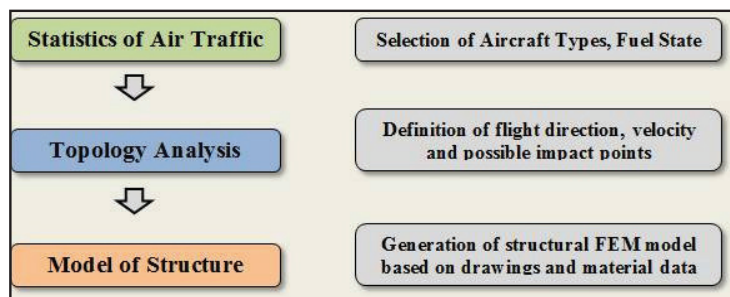 Statistics of Air Traffic
Selection of Aircraft Types, Fuel State
Topology Analysis
Definition of flight direction, velocity
and possible impact points
Model of Structure
Generation of structural FEM model
based on drawings and material data